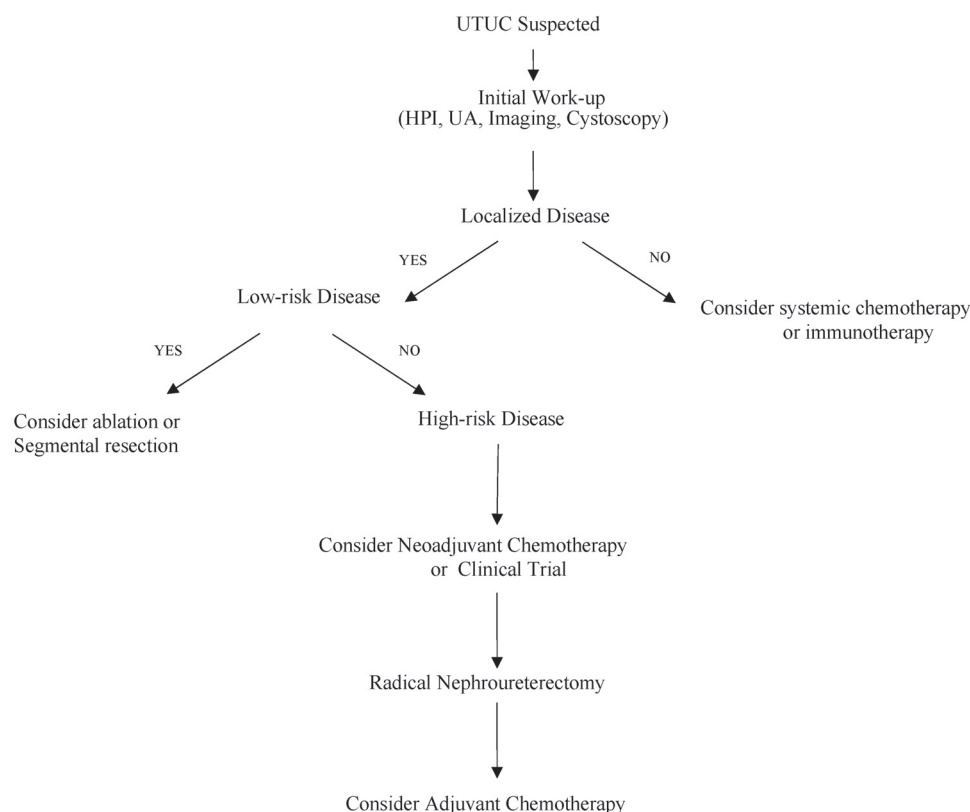 UTUC Suspected
Initial Work-up
(HPI, UA, Imaging, Cystoscopy)
Localized Disease
YES
NO
Low-risk Disease
Consider systemic chemotherapy
or immunotherapy
YES
NO
Consider ablation or
Segmental resection
High-risk Disease
Consider Neoadjuvant Chemotherapy
or Clinical Trial
Radical Nephroureterectomy
Consider Adjuvant Chemotherapy